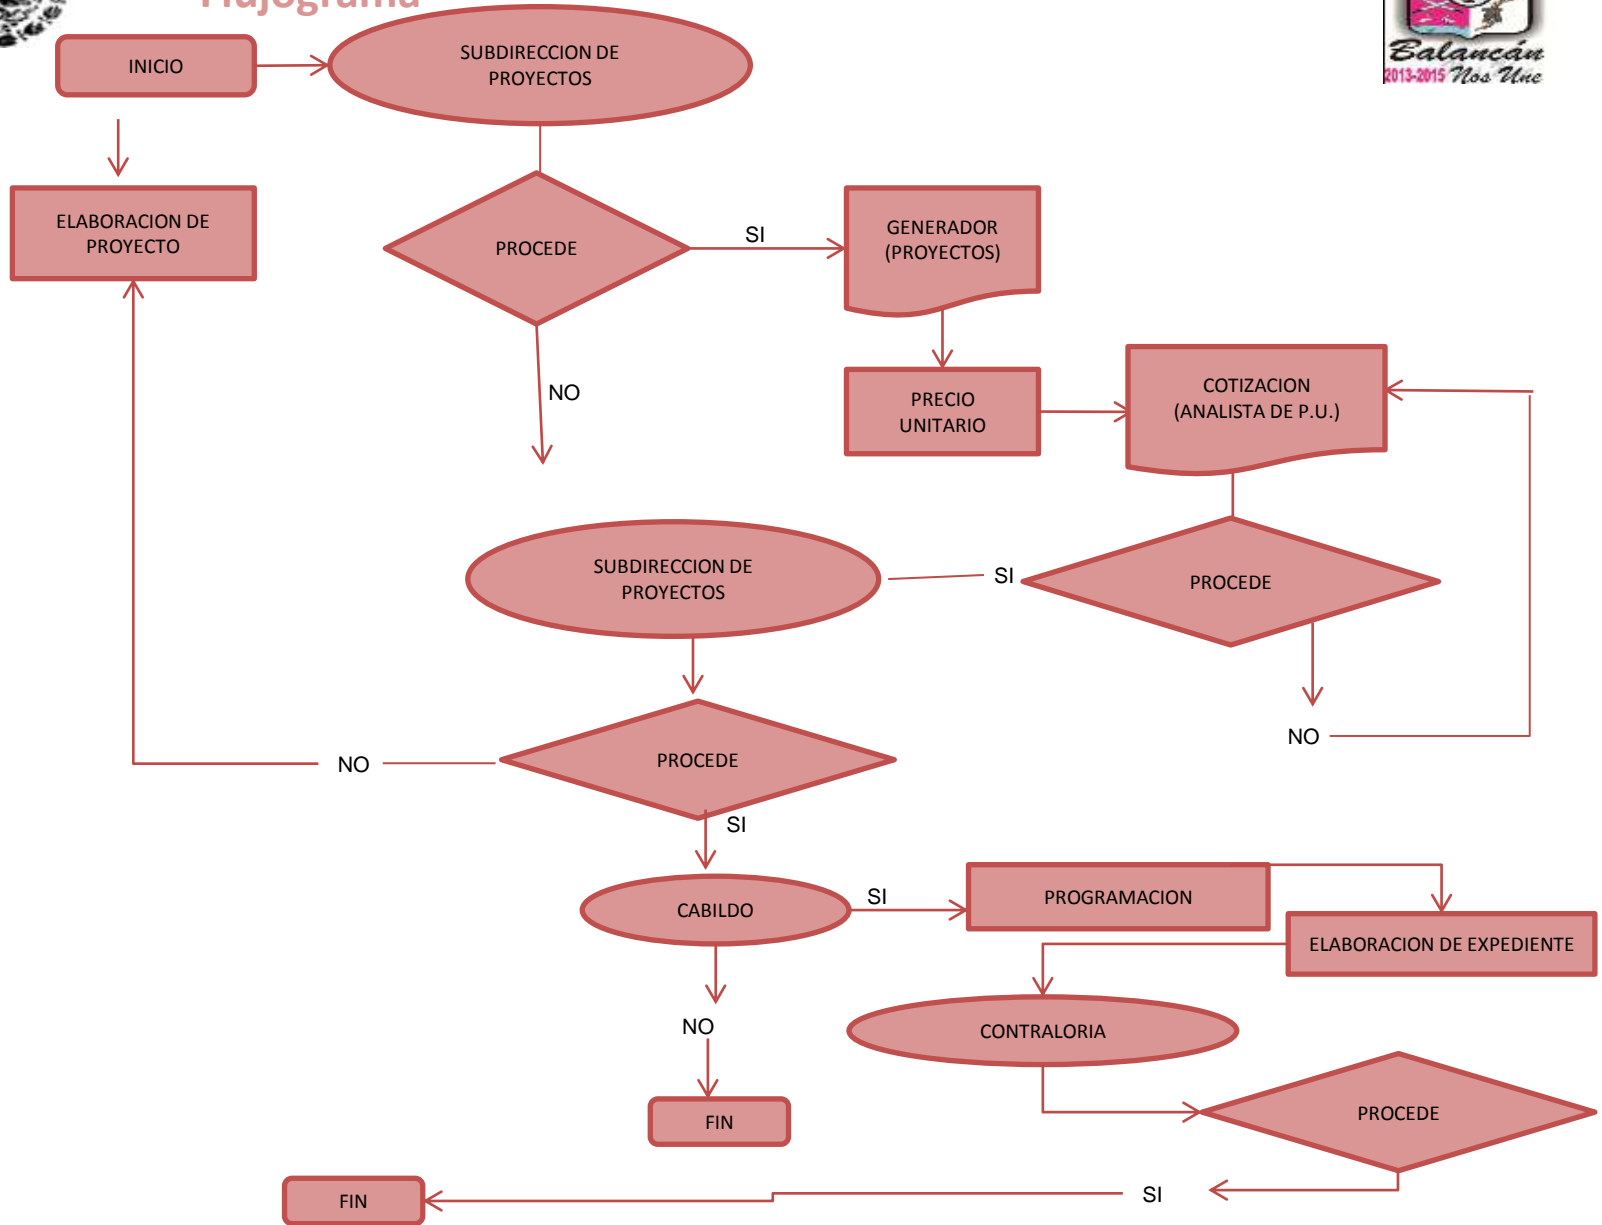 Flujograma
Balancán
2013-2015 Nos Une
INICIO
SUBDIRECCION DE
PROYECTOS
ELABORACION DE
PROYECTO
PROCEDE
SI
GENERADOR
(PROYECTOS)
NO
PRECIO
UNITARIO
COTIZACION
(ANALISTA DE P.U.)
SUBDIRECCION DE
PROYECTOS
SI
PROCEDE
NO
NO
PROCEDE
SI
CABILDO
SI
PROGRAMACION
ELABORACION DE EXPEDIENTE
NO
CONTRALORIA
FIN
PROCEDE
FIN
SI